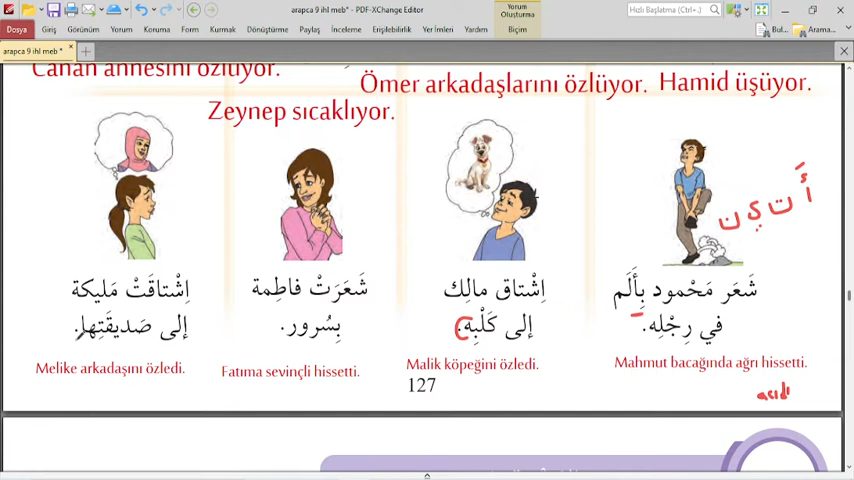 arapca 9 ihl meb* - PDF-XChange Editor
Yorum
Oluşturma
Hızlı Başlatma (Ctrl+.)
Dosya
Giriş
Görünüm
Yorum
Koruma
Form
Kurmak
Dönüştürme
Paylaş
İnceleme
Erişilebilirlik
Yer İmleri
Yardım
Biçim
Bul...
Arama...
arapca 9 ihl meb *
Canan annesini özlüyor.
Ömer arkadaşlarını özlüyor.
Hamid üşüyor.
Zeynep sıcaklıyor.
أَ ت ي ن
شَعَر مَحْمود بِأَلَم
في رِجْلِه.
اِشْتاق مالِك
إلى كَلْبِه.
شَعَرَتْ فاطِمة
بِسُرور.
اِشْتاقَتْ مَليكة
إلى صَديقَتِها.
Mahmut bacağında ağrı hissetti.
acıdı
Malik köpeğini özledi.
Fatıma sevinçli hissetti.
Melike arkadaşını özledi.
127